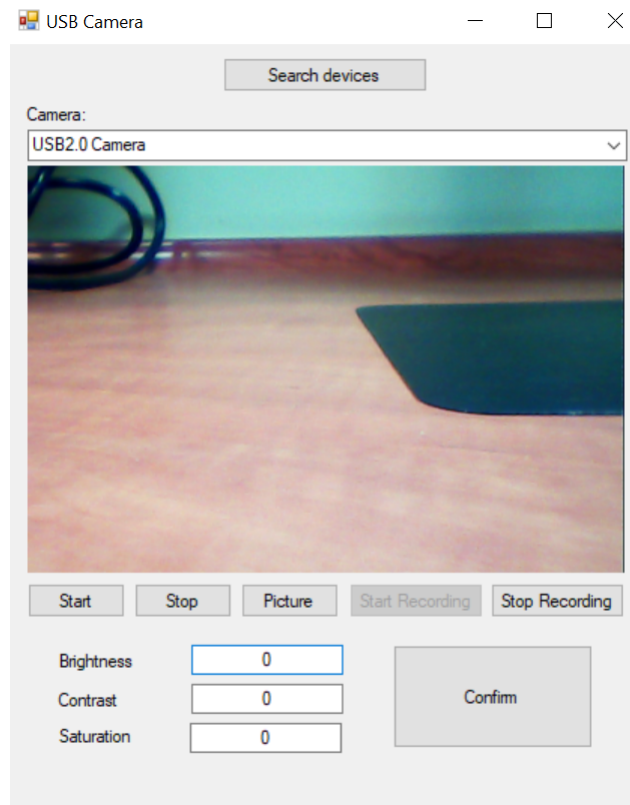 USB Camera
Search devices
Camera:
USB2.0 Camera
Start Stop Picture Start Recording Stop Recording
Brightness 0
Contrast 0
Saturation 0
Confirm